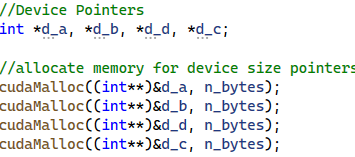 //Device Pointers
int *d_a, *d_b, *d_d, *d_c;
//allocate memory for device size pointers
cudaMalloc((int**)&d_a, n_bytes);
cudaMalloc((int**)&d_b, n_bytes);
cudaMalloc((int**)&d_d, n_bytes);
cudaMalloc((int**)&d_c, n_bytes);